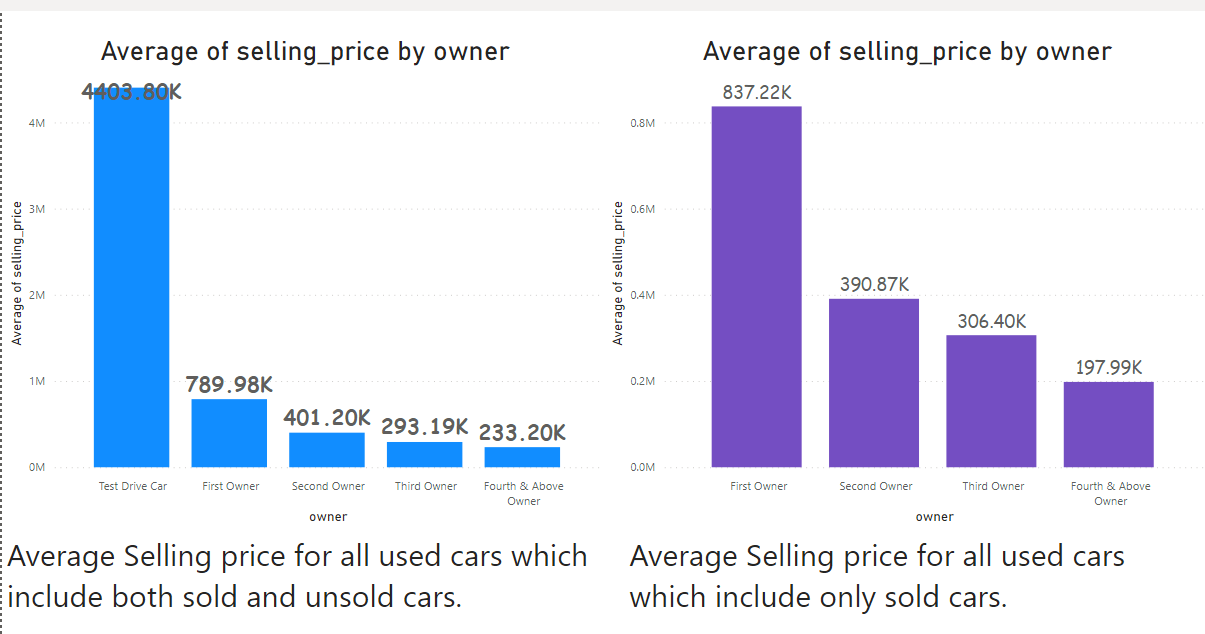 Average of selling_price by owner
4403.80K
4M
3M
2M
1M
0M
Average of selling_price
789.98K
401.20K
293.19K
233.20K
Test Drive Car
First Owner
Second Owner
Third Owner
Fourth & Above
Owner
owner
Average Selling price for all used cars which
include both sold and unsold cars.
Average of selling_price by owner
837.22K
0.8M
0.6M
0.4M
0.2M
0.0M
Average of selling_price
390.87K
306.40K
197.99K
First Owner
Second Owner
Third Owner
Fourth & Above
Owner
owner
Average Selling price for all used cars
which include only sold cars.